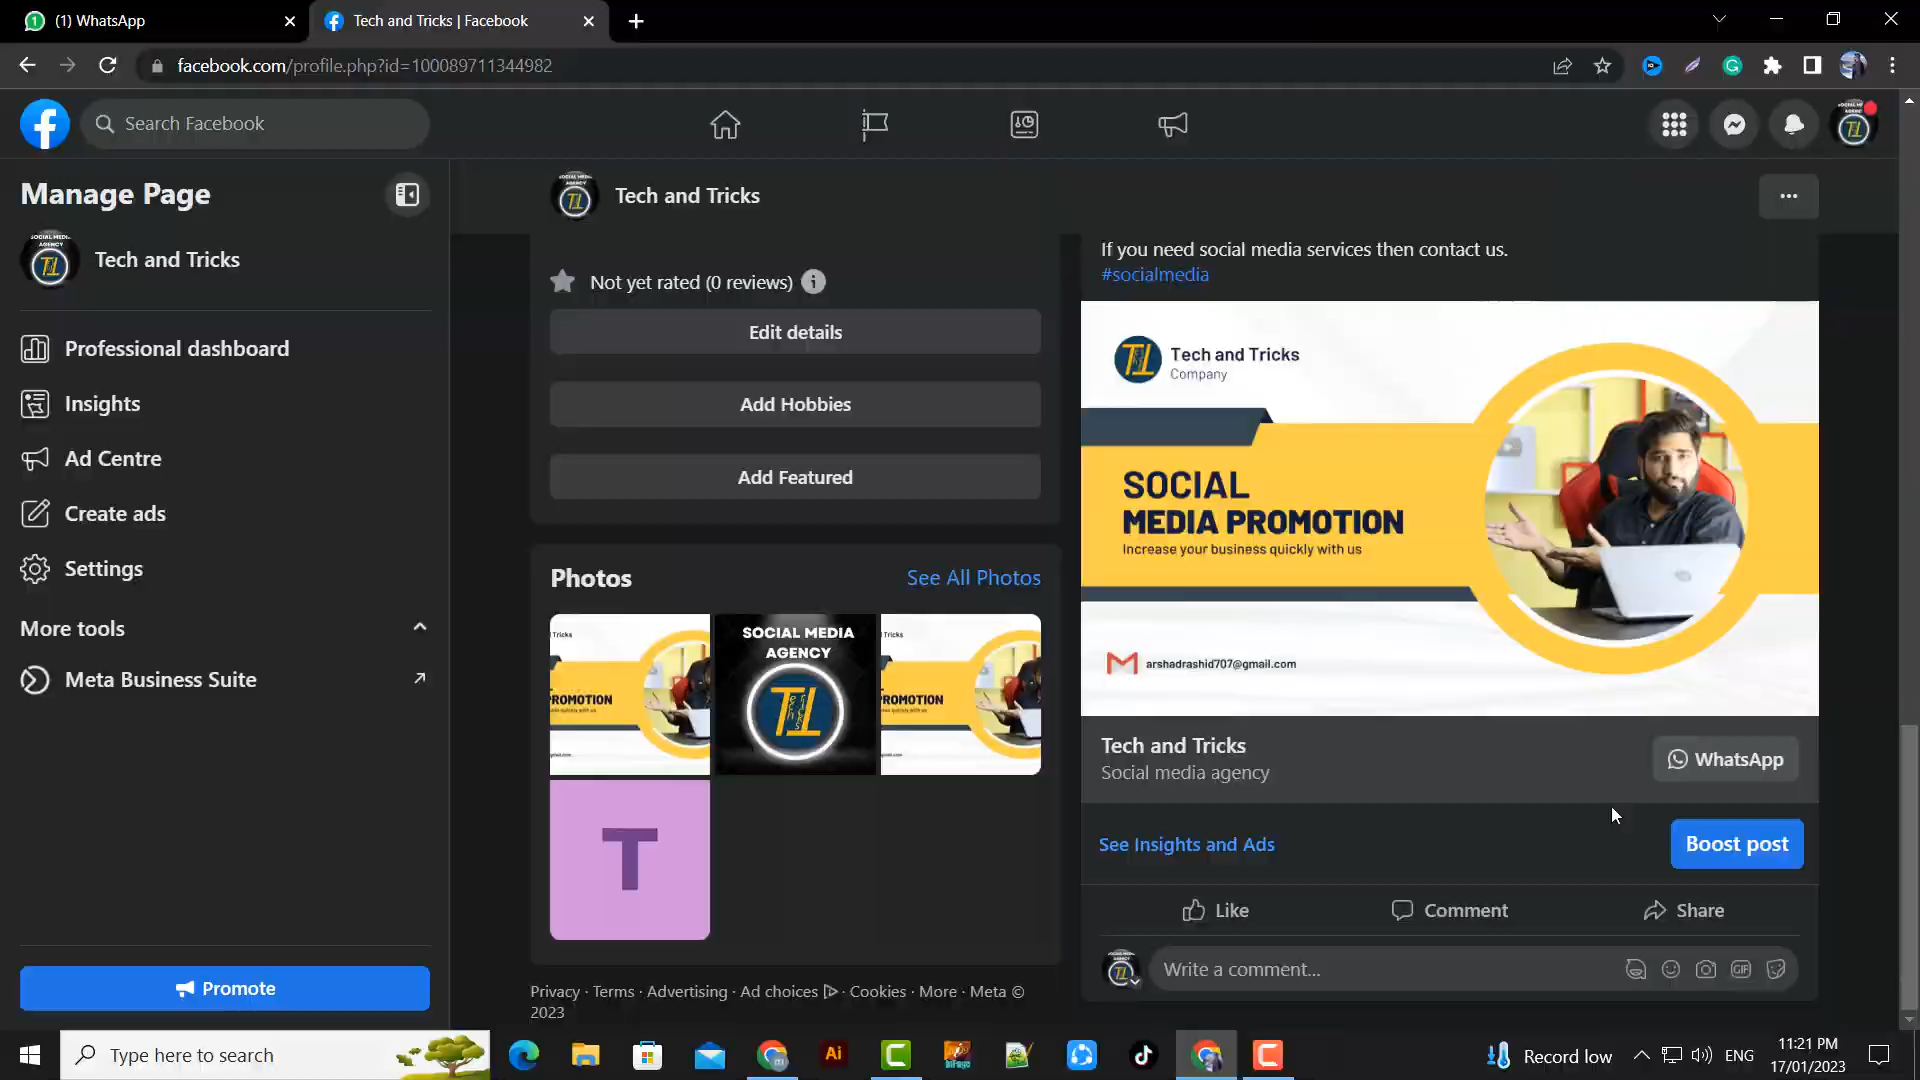 (1) WhatsApp
Tech and Tricks | Facebook
facebook.com/profile.php?id=100089711344982
Search Facebook
Manage Page
Tech and Tricks
Professional dashboard
Insights
Ad Centre
Create ads
Settings
More tools
Meta Business Suite
Promote
Tech and Tricks
Not yet rated (0 reviews)
Edit details
Add Hobbies
Add Featured
Photos
See All Photos
SOCIAL MEDIA
AGENCY
T
Privacy · Terms · Advertising · Ad choices · Cookies · More · Meta ©
2023
If you need social media services then contact us.
#socialmedia
Tech and Tricks
Company
SOCIAL
MEDIA PROMOTION
Increase your business quickly with us
arshadrashid707@gmail.com
Tech and Tricks
Social media agency
WhatsApp
See Insights and Ads
Boost post
Like
Comment
Share
Write a comment...
GIF
Type here to search
Ai
Record low
ENG
11:21 PM
17/01/2023